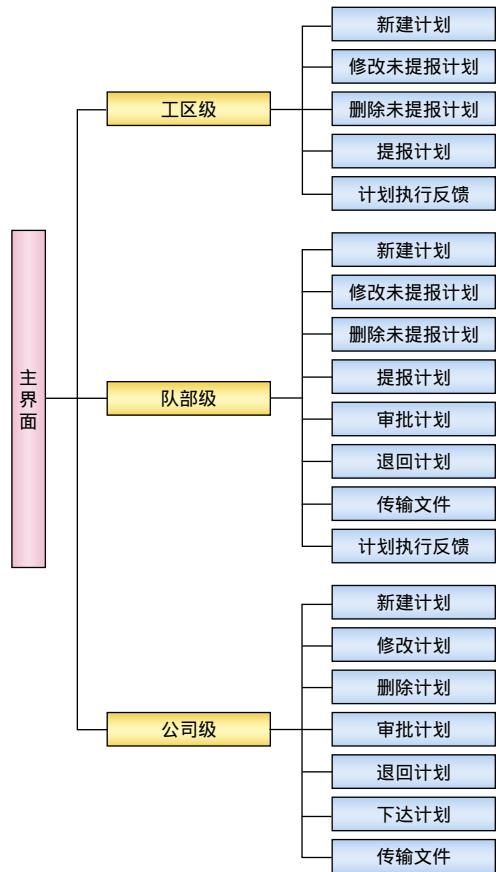 主界面
工区级
新建计划
修改未提报计划
删除未提报计划
提报计划
计划执行反馈
队部级
新建计划
修改未提报计划
删除未提报计划
提报计划
审批计划
退回计划
传输文件
计划执行反馈
公司级
新建计划
修改计划
删除计划
审批计划
退回计划
下达计划
传输文件